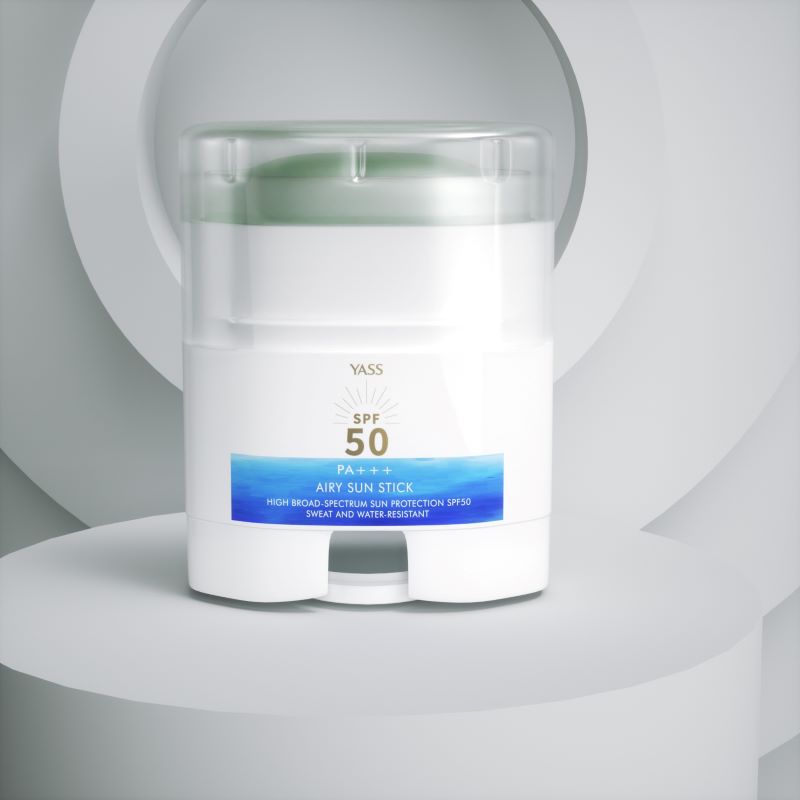 YASS
SPF
50
PA+++
AIRY SUN STICK
HIGH BROAD-SPECTRUM SUN PROTECTION SPF50
SWEAT AND WATER-RESISTANT